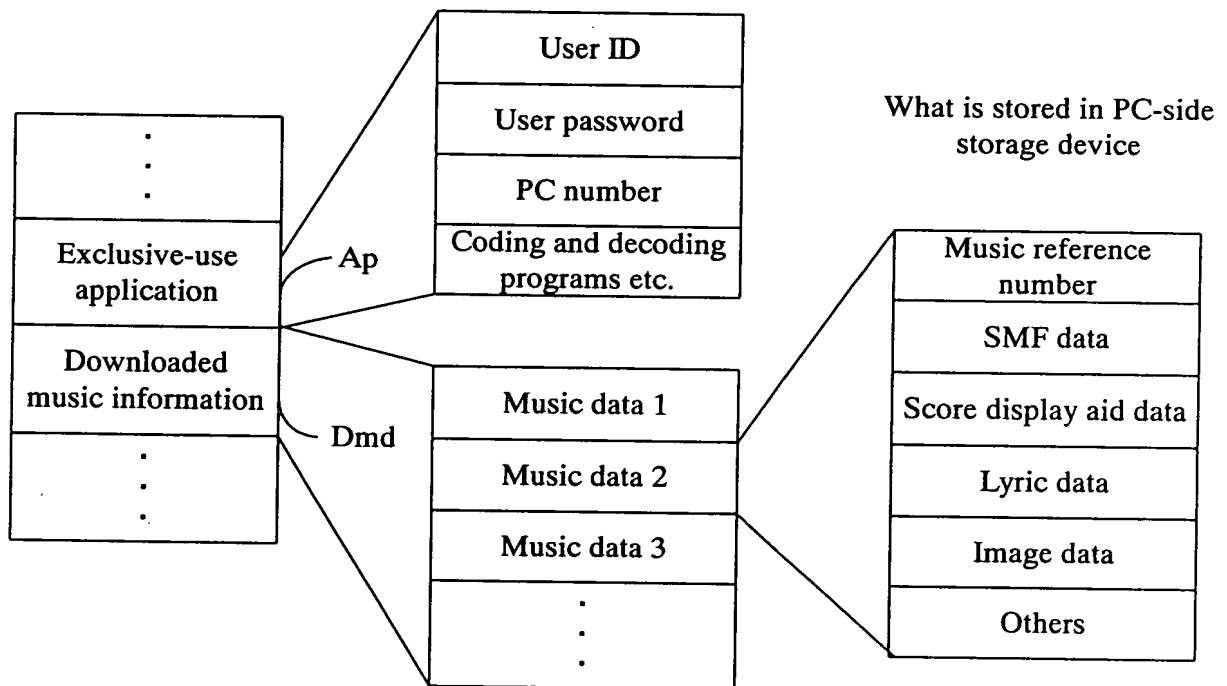 User ID
User password
PC number
Coding and decoding
programs etc.
What is stored in PC-side
storage device
Exclusive-use
application
Ap
Downloaded
music information
Dmd
Music data 1
Music data 2
Music data 3
Music reference
number
SMF data
Score display aid data
Lyric data
Image data
Others